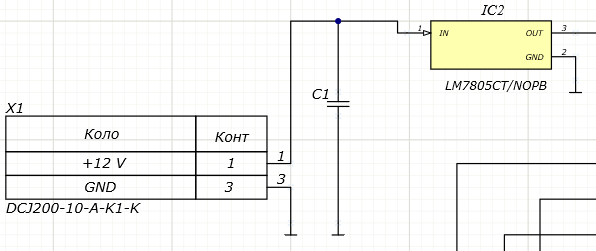 IC2
1 IN OUT 3
GND 2
LM7805CT/NOPB
C1
X1
Коло Конт
+12 V 1 1
GND 3 3
DCJ200-10-A-K1-K